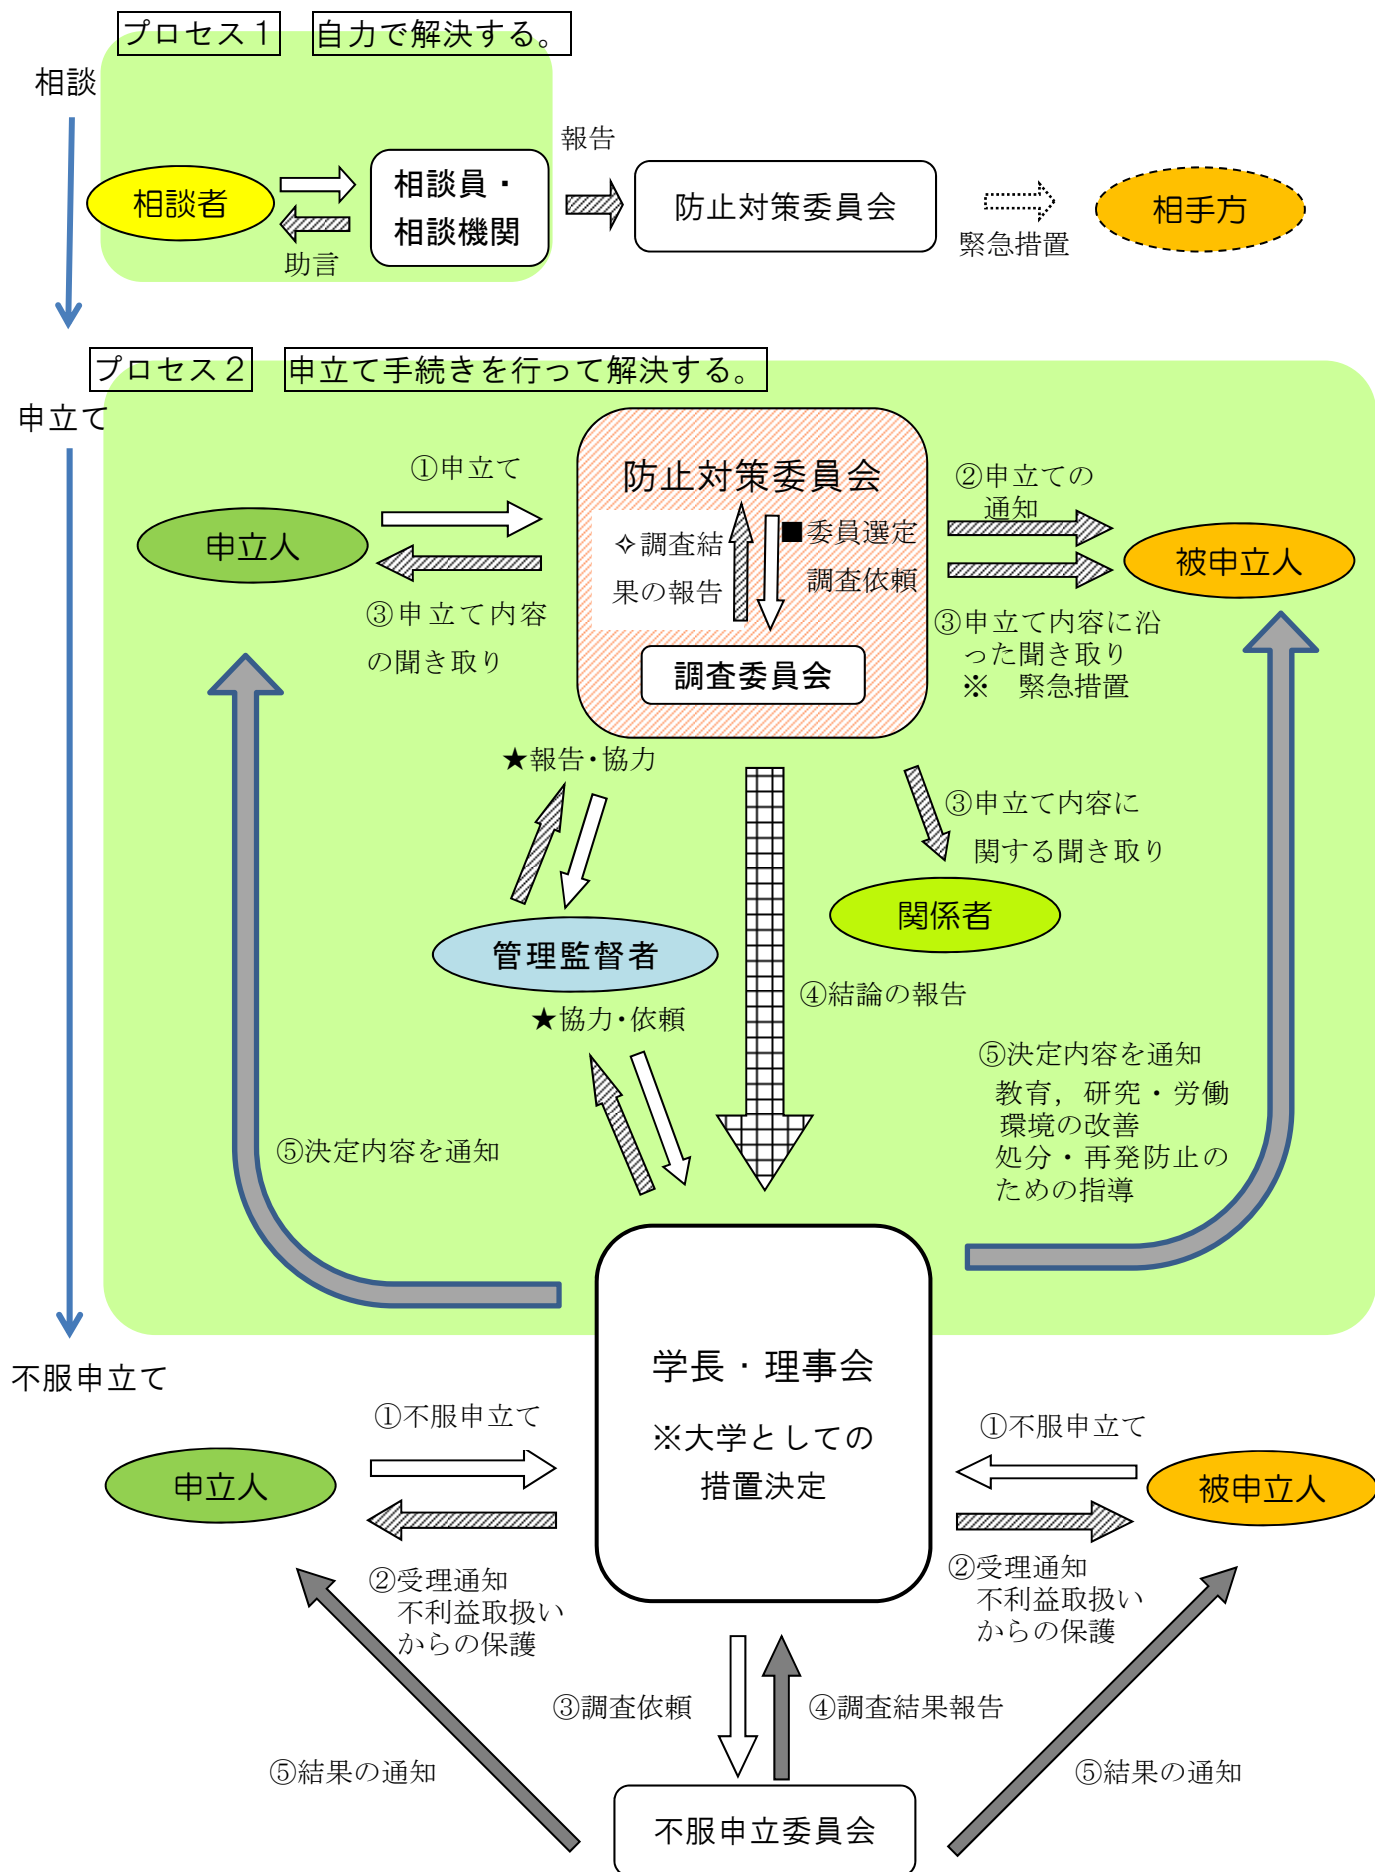 プロセス１
自力で解決する。
相談
相談者
助言
相談員・
相談機関
報告
防止対策委員会
緊急措置
相手方
プロセス２
申立て手続きを行って解決する。
申立て
申立人
①申立て
③申立て内容
の聞き取り
防止対策委員会
✧調査結
果の報告
■委員選定
調査依頼
調査委員会
②申立ての
通知
被申立人
③申立て内容に沿
った聞き取り
※　緊急措置
★報告・協力
③申立て内容に
関する聞き取り
関係者
管理監督者
★協力・依頼
④結論の報告
⑤決定内容を通知
⑤決定内容を通知
教育，研究・労働
環境の改善
処分・再発防止の
ための指導
学長・理事会
※大学としての
措置決定
不服申立て
①不服申立て
申立人
②受理通知
不利益取扱い
からの保護
①不服申立て
被申立人
②受理通知
不利益取扱い
からの保護
③調査依頼
④調査結果報告
⑤結果の通知
⑤結果の通知
不服申立委員会